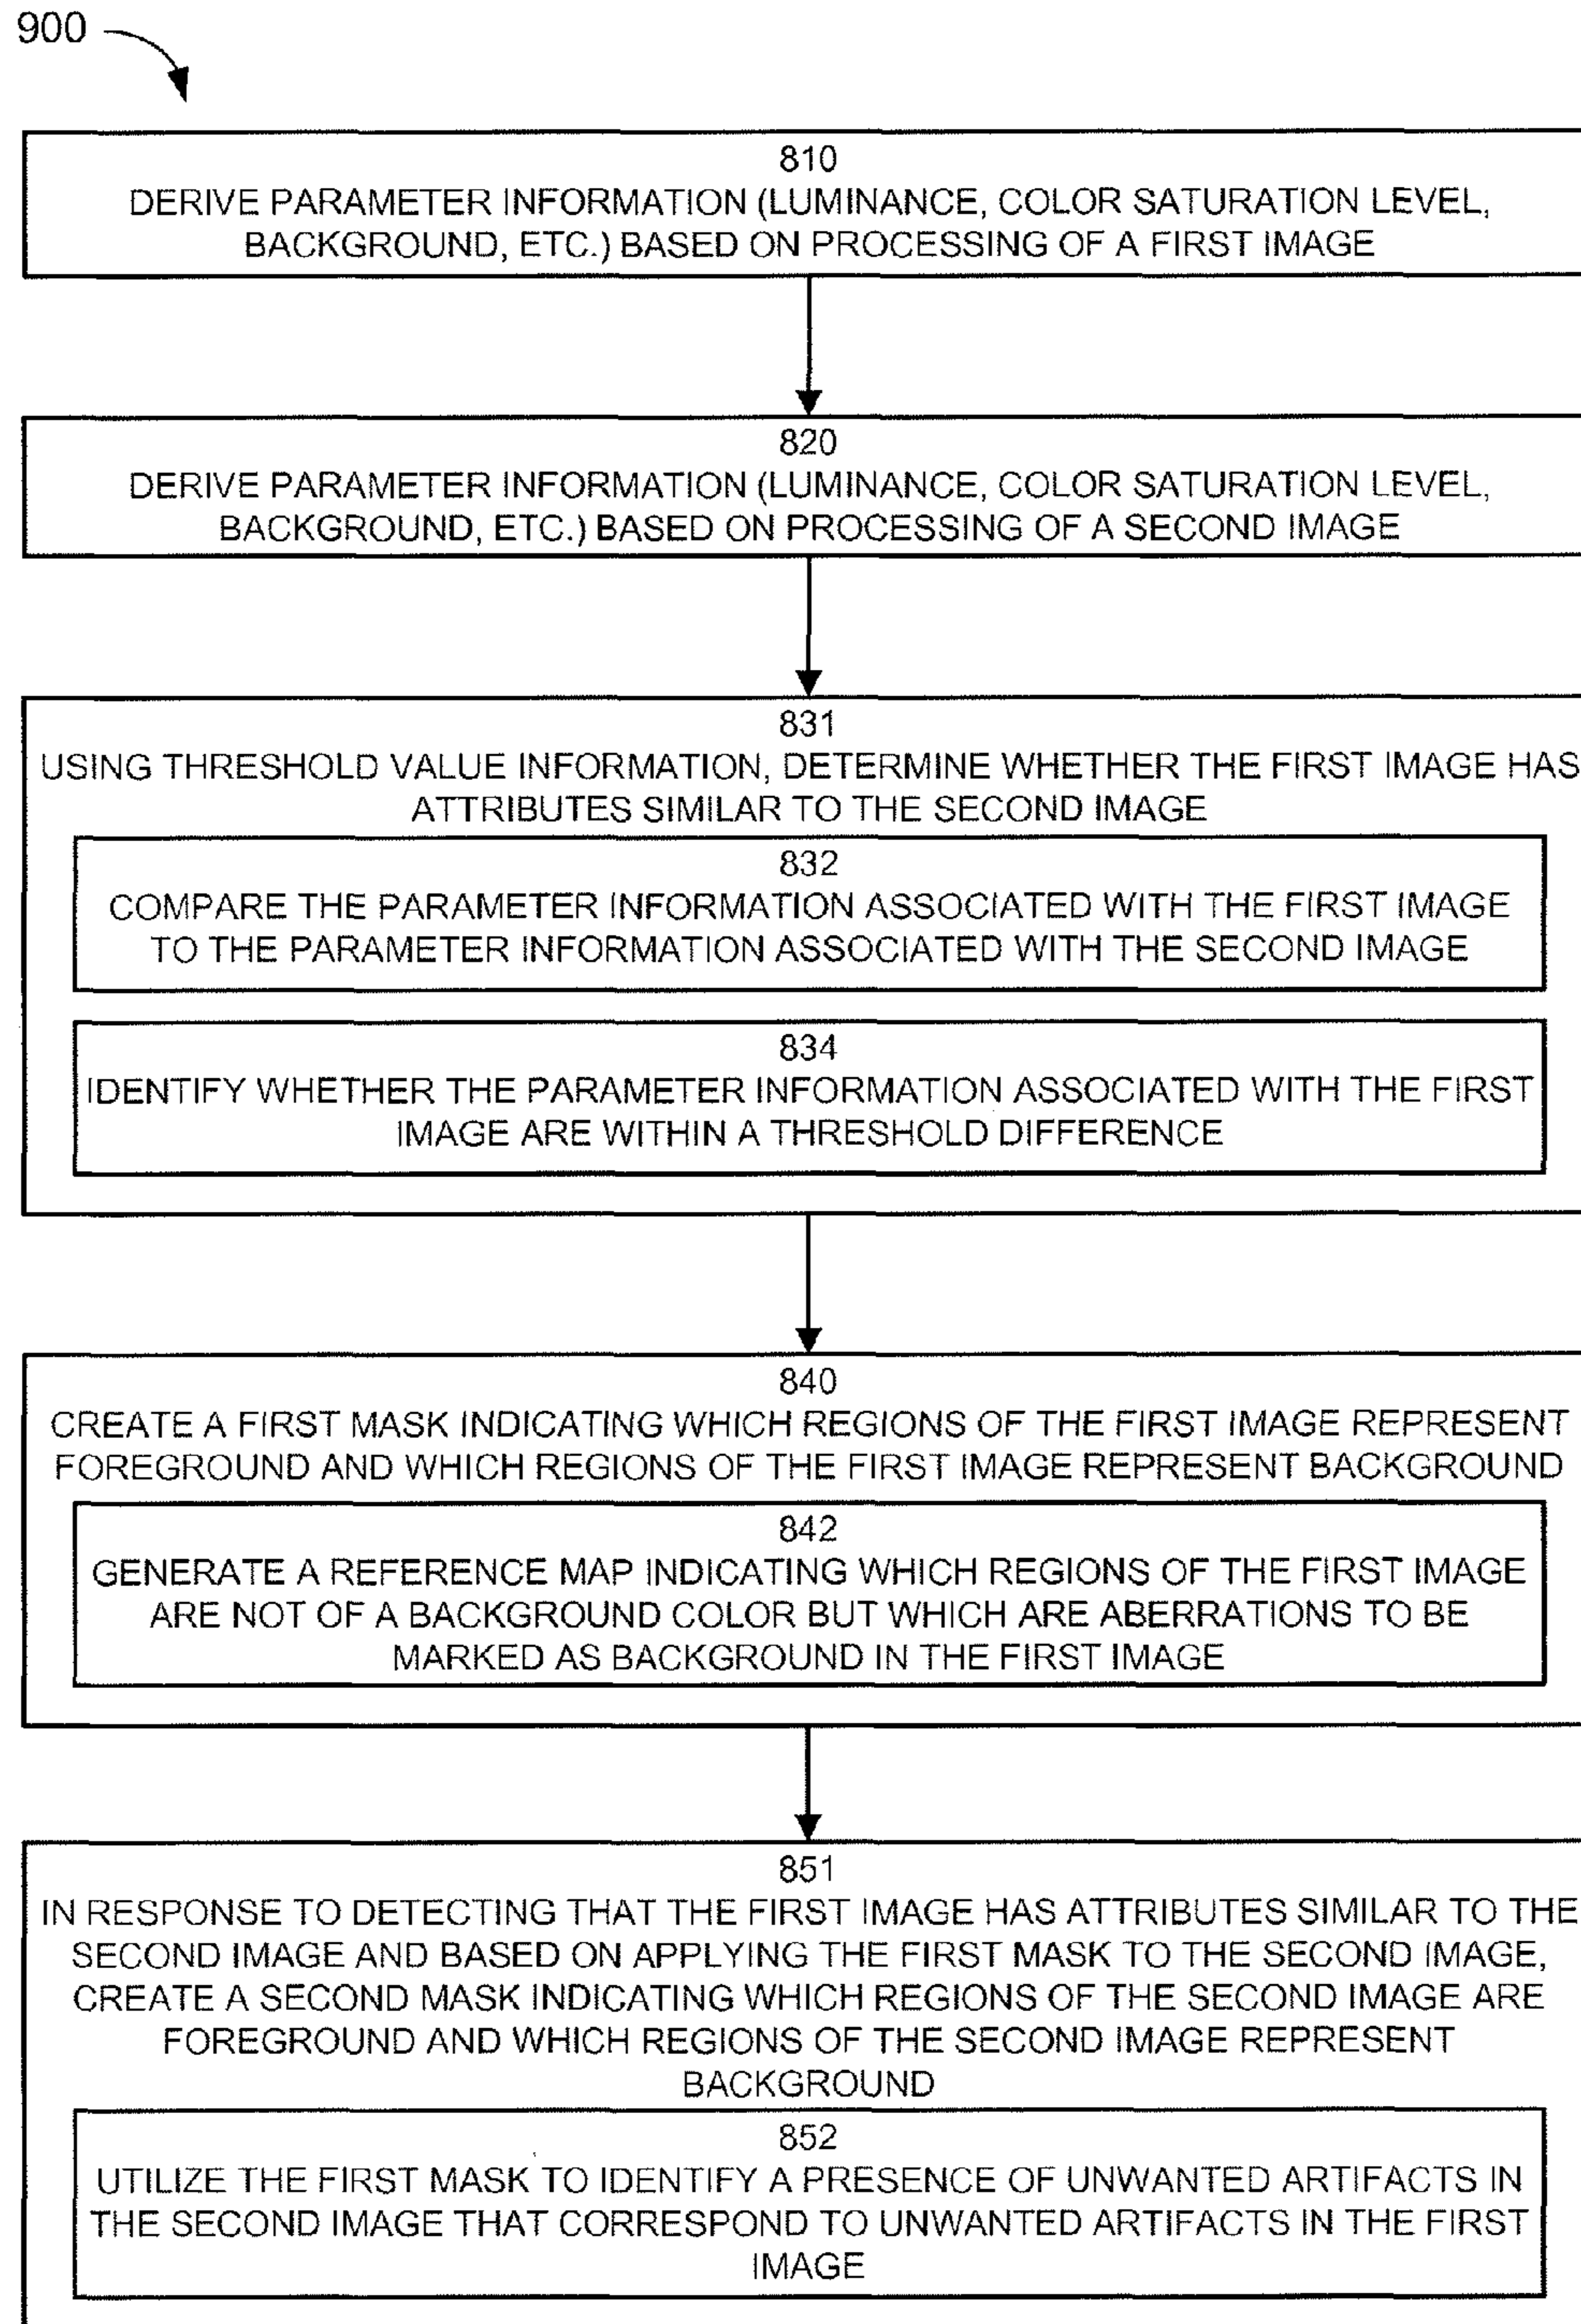 900
810
DERIVE PARAMETER INFORMATION (LUMINANCE, COLOR SATURATION LEVEL,
BACKGROUND, ETC.) BASED ON PROCESSING OF A FIRST IMAGE
820
DERIVE PARAMETER INFORMATION (LUMINANCE, COLOR SATURATION LEVEL,
BACKGROUND, ETC.) BASED ON PROCESSING OF A SECOND IMAGE
831
USING THRESHOLD VALUE INFORMATION, DETERMINE WHETHER THE FIRST IMAGE HAS
ATTRIBUTES SIMILAR TO THE SECOND IMAGE
832
COMPARE THE PARAMETER INFORMATION ASSOCIATED WITH THE FIRST IMAGE
TO THE PARAMETER INFORMATION ASSOCIATED WITH THE SECOND IMAGE
834
IDENTIFY WHETHER THE PARAMETER INFORMATION ASSOCIATED WITH THE FIRST
IMAGE ARE WITHIN A THRESHOLD DIFFERENCE
840
CREATE A FIRST MASK INDICATING WHICH REGIONS OF THE FIRST IMAGE REPRESENT
FOREGROUND AND WHICH REGIONS OF THE FIRST IMAGE REPRESENT BACKGROUND
842
GENERATE A REFERENCE MAP INDICATING WHICH REGIONS OF THE FIRST IMAGE
ARE NOT OF A BACKGROUND COLOR BUT WHICH ARE ABERRATIONS TO BE
MARKED AS BACKGROUND IN THE FIRST IMAGE
851
IN RESPONSE TO DETECTING THAT THE FIRST IMAGE HAS ATTRIBUTES SIMILAR TO THE
SECOND IMAGE AND BASED ON APPLYING THE FIRST MASK TO THE SECOND IMAGE,
CREATE A SECOND MASK INDICATING WHICH REGIONS OF THE SECOND IMAGE ARE
FOREGROUND AND WHICH REGIONS OF THE SECOND IMAGE REPRESENT
BACKGROUND
852
UTILIZE THE FIRST MASK TO IDENTIFY A PRESENCE OF UNWANTED ARTIFACTS IN
THE SECOND IMAGE THAT CORRESPOND TO UNWANTED ARTIFACTS IN THE FIRST
IMAGE